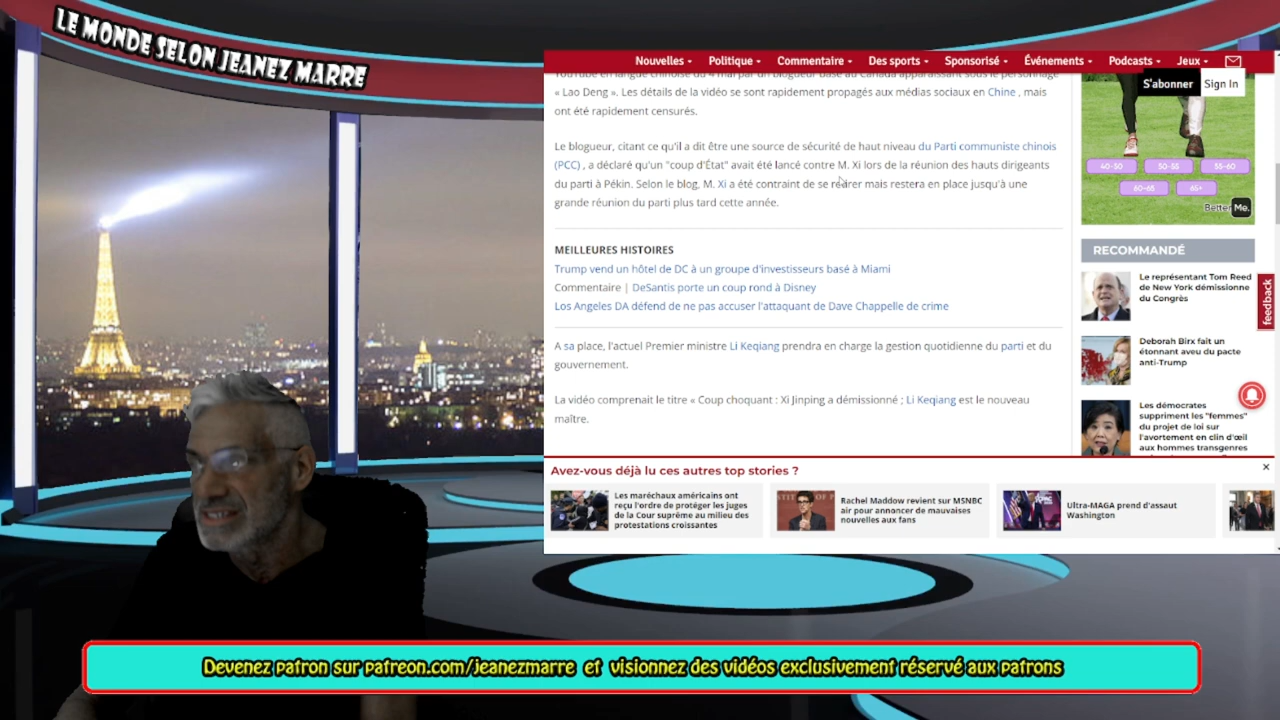 LE MONDE SELON JEANEZ MARRE
Nouvelles Politique Commentaire Des sports Sponsorisé Événements Podcasts Jeux
S'abonner Sign In
YouTube en langue chinoise du 4 mai par un blogueur basé au Canada apparaissant sous le personnage
« Lao Deng ». Les détails de la vidéo se sont rapidement propagés aux médias sociaux en Chine , mais
ont été rapidement censurés.
Le blogueur, citant ce qu'il a dit être une source de sécurité de haut niveau du Parti communiste chinois
(PCC) , a déclaré qu'un "coup d'État" avait été lancé contre M. Xi lors de la réunion des hauts dirigeants
du parti à Pékin. Selon le blog, M. Xi a été contraint de se retirer mais restera en place jusqu'à une
grande réunion du parti plus tard cette année.
MEILLEURES HISTOIRES
Trump vend un hôtel de DC à un groupe d'investisseurs basé à Miami
Commentaire | DeSantis porte un coup rond à Disney
Los Angeles DA défend de ne pas accuser l'attaquant de Dave Chappelle de crime
A sa place, l'actuel Premier ministre Li Keqiang prendra en charge la gestion quotidienne du parti et du
gouvernement.
La vidéo comprenait le titre « Coup choquant : Xi Jinping a démissionné ; Li Keqiang est le nouveau
maître.
40-50 50-55 55-60
60-65 65+
BetterMe.
RECOMMANDÉ
Le représentant Tom Reed
de New York démissionne
du Congrès
Deborah Birx fait un
étonnant aveu du pacte
anti-Trump
Les démocrates
suppriment les "femmes"
du projet de loi sur
l'avortement en clin d'œil
aux hommes transgenres
feedback
Avez-vous déjà lu ces autres top stories ?
×
Les maréchaux américains ont
reçu l'ordre de protéger les juges
de la Cour suprême au milieu des
protestations croissantes
Rachel Maddow revient sur MSNBC
air pour annoncer de mauvaises
nouvelles aux fans
Ultra-MAGA prend d'assaut
Washington
Devenez patron sur patreon.com/jeanezmarre et visionnez des vidéos exclusivement réservé aux patrons